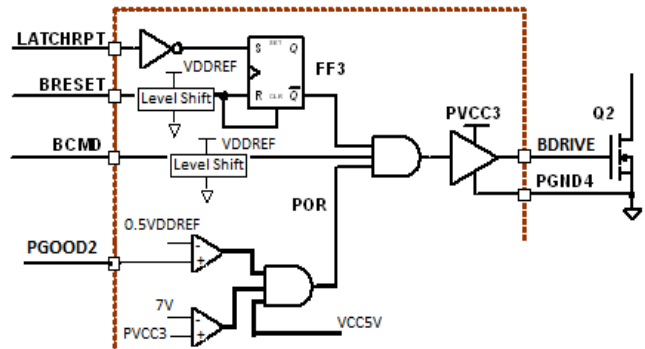 LATCHRPT
S SET Q
FF3
VDDREF
BRESET
Level Shift
R CLR Q
PVCC3
Q2
VDDREF
BCMD
Level Shift
BDRIVE
PGND4
POR
0.5VDDREF
PGOOD2
-
+
7V
-
PVCC3
+
VCC5V